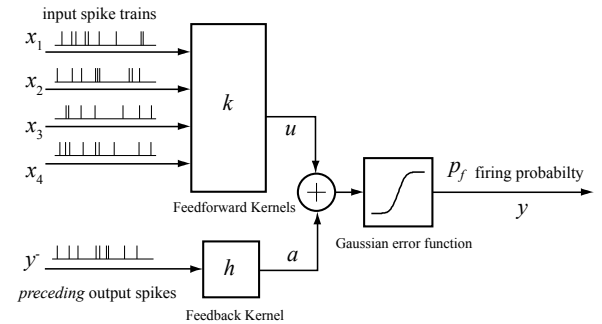 input spike trains
x1
x2
x3
x4
k
u
Feedforward Kernels
+
pf firing probabilty
y
Gaussian error function
y-
preceding output spikes
h
a
Feedback Kernel